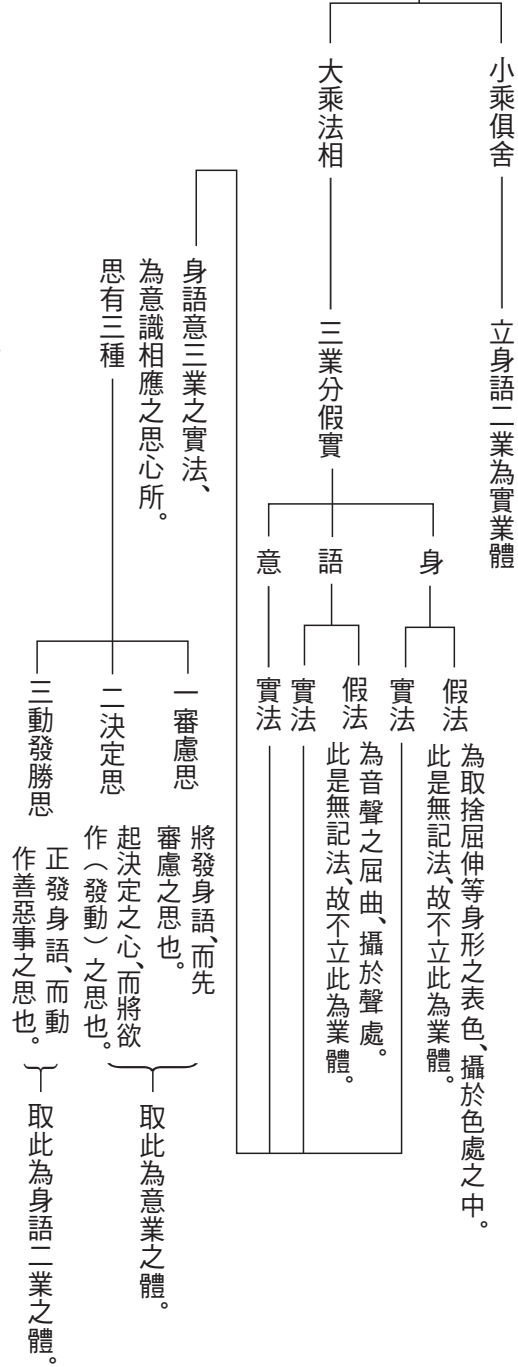 小乘俱舍
立身語二業為實業體
大乘法相
三業分假實
身
假法
為取捨屈伸等身形之表色、攝於色處之中。
此是無記法、故不立此為業體。
實法
語
假法
為音聲之屈曲、攝於聲處。
此是無記法、故不立此為業體。
實法
意
實法
身語意三業之實法、
為意識相應之思心所。
思有三種
一審慮思
將發身語、而先
審慮之思也。
二決定思
起決定之心、而將欲
作（發動）之思也。
取此為意業之體。
三動發勝思
正發身語、而動
作善惡事之思也。
取此為身語二業之體。